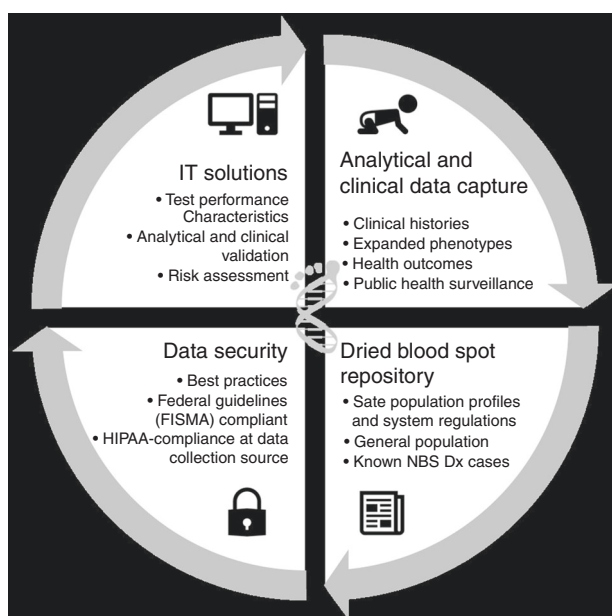 IT solutions
• Test performance
Characteristics
• Analytical and clinical
validation
• Risk assessment
Analytical and
clinical data capture
• Clinical histories
• Expanded phenotypes
• Health outcomes
• Public health surveillance
Data security
• Best practices
• Federal guidelines
(FISMA) compliant
• HIPAA-compliance at data
collection source
Dried blood spot
repository
• Sate population profiles
and system regulations
• General population
• Known NBS Dx cases